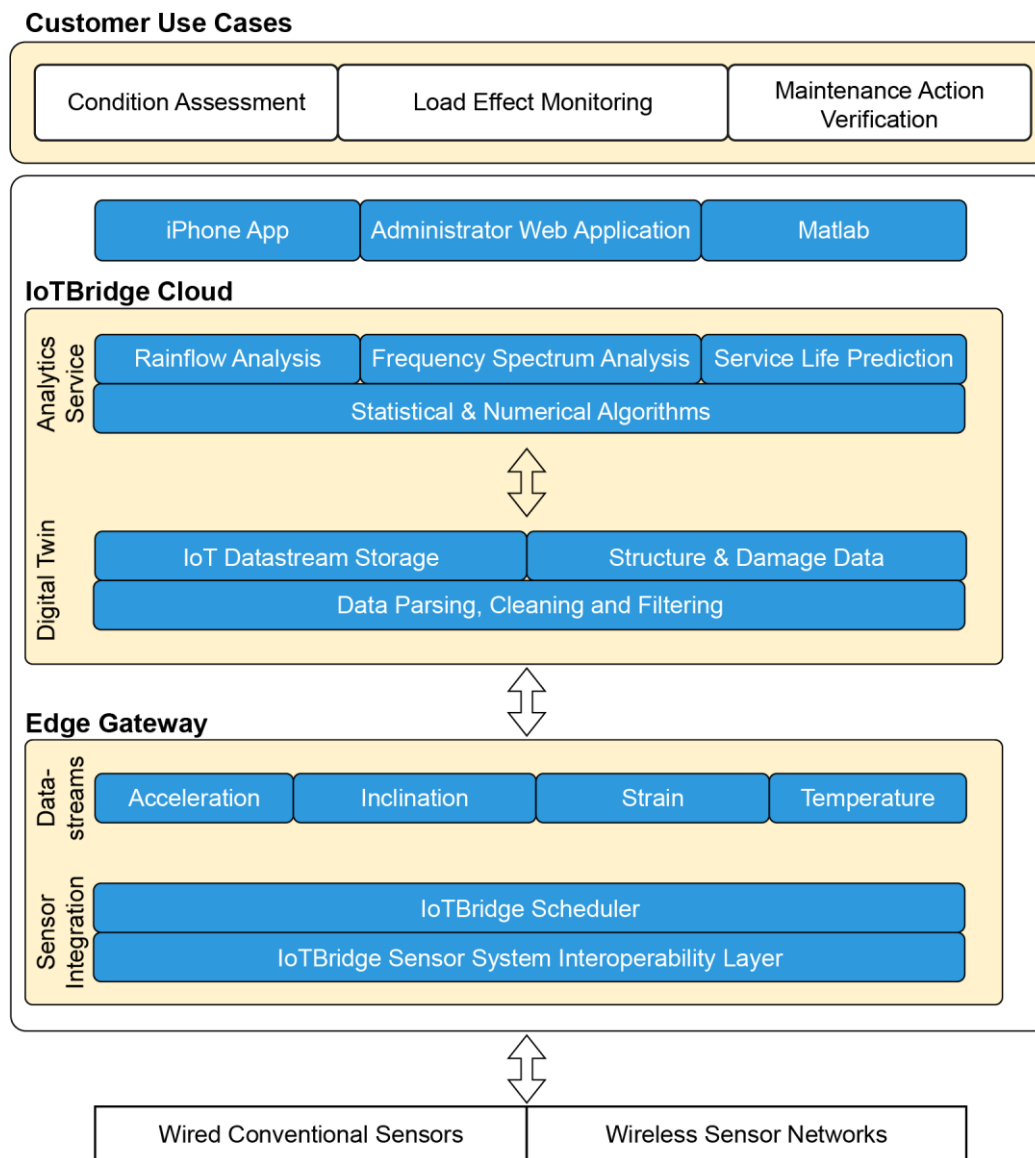 Customer Use Cases
Condition Assessment
Load Effect Monitoring
Maintenance Action
Verification
iPhone App
Administrator Web Application
Matlab
IoTBridge Cloud
Analytics
Service
Rainflow Analysis
Frequency Spectrum Analysis
Service Life Prediction
Statistical & Numerical Algorithms
Digital Twin
IoT Datastream Storage
Structure & Damage Data
Data Parsing, Cleaning and Filtering
Edge Gateway
Data-
streams
Acceleration
Inclination
Strain
Temperature
Sensor
Integration
IoTBridge Scheduler
IoTBridge Sensor System Interoperability Layer
Wired Conventional Sensors
Wireless Sensor Networks